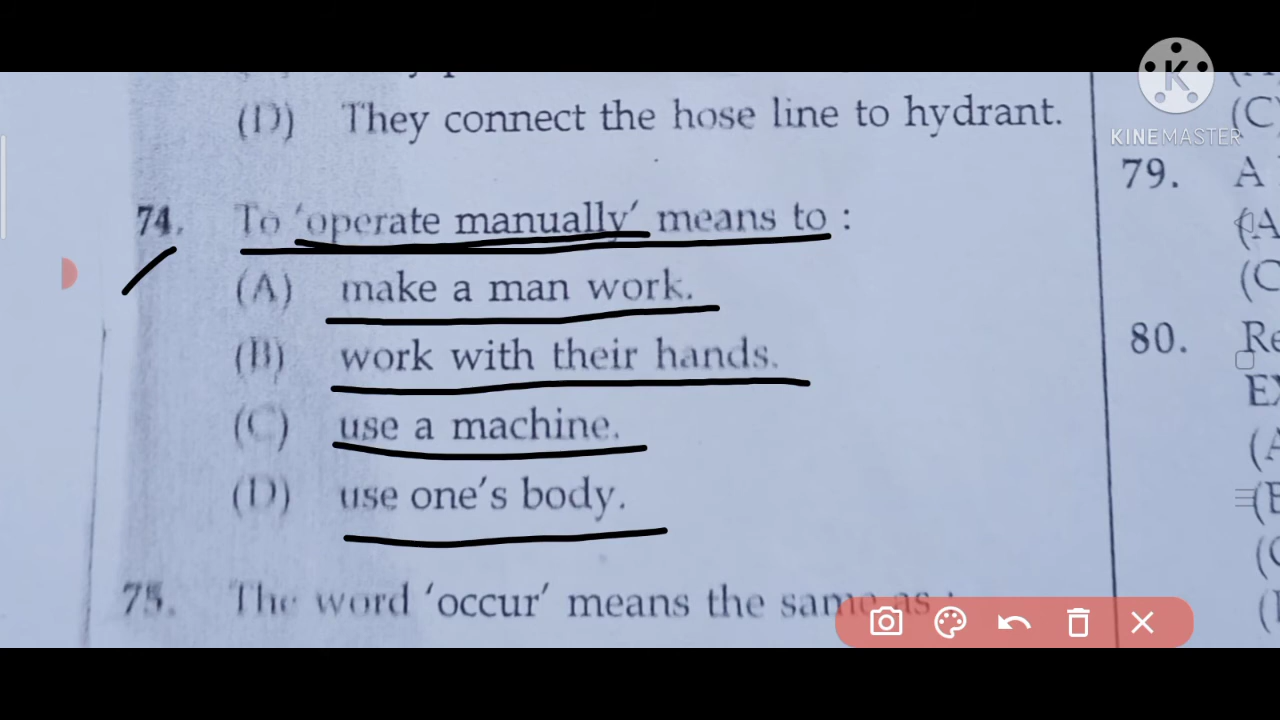 (D) They connect the hose line to hydrant.
74. To 'operate manually' means to :
(A) make a man work.
(B) work with their hands.
(C) use a machine.
(D) use one's body.
75. The word 'occur' means the same as :
K
KINEMASTER
(C)
79. A
(A
(C
80. Re
EX
(A
(B
(C